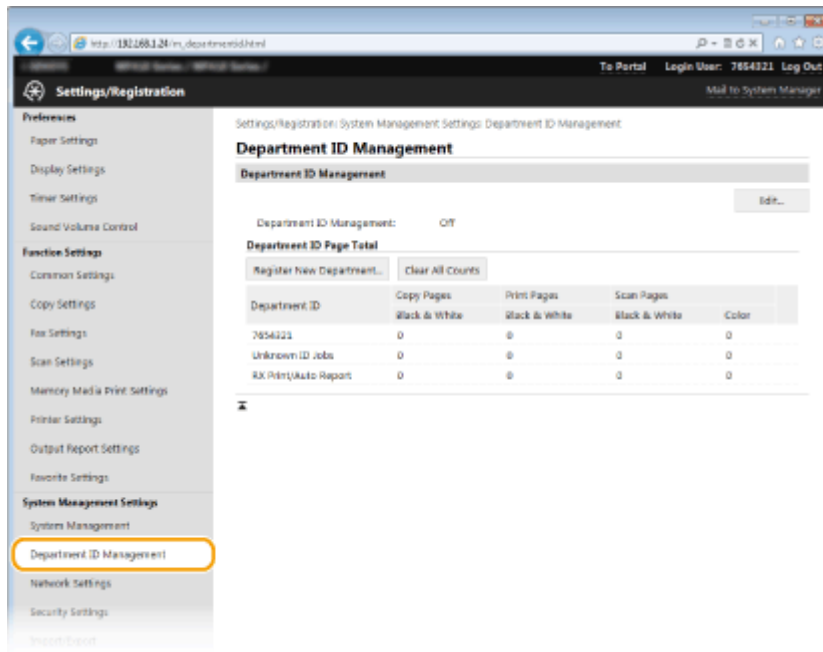 http://192.168.1.24/m_departmentid.html
To Portal Login User: 7654321 Log Out
Settings/Registration
Mail to System Manager
Preferences
Paper Settings
Display Settings
Timer Settings
Sound Volume Control
Function Settings
Common Settings
Copy Settings
Fax Settings
Scan Settings
Memory Media Print Settings
Printer Settings
Output Report Settings
Favorite Settings
System Management Settings
System Management
Department ID Management
Network Settings
Security Settings
Import/Export
Settings/Registration: System Management Settings: Department ID Management
Department ID Management
Department ID Management
Edit...
Department ID Management: Off
Department ID Page Total
Register New Department... Clear All Counts
Department ID Copy Pages Print Pages Scan Pages
Black & White Black & White Black & White Color
7654321 0 0 0 0
Unknown ID Jobs 0 0 0 0
RX Print/Auto Report 0 0 0 0